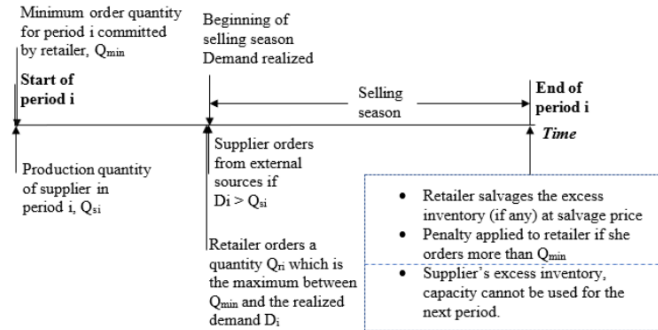 Minimum order quantity
for period i committed
by retailer, Qmin
Start of
period i
Beginning of
selling season
Demand realized
Selling
season
End of
period i
Time
Production quantity
of supplier in
period i, Qsi
Supplier orders
from external
sources if
Di > Qsi
Retailer orders a
quantity Qri which is
the maximum between
Qmin and the realized
demand Di
• Retailer salvages the excess
inventory (if any) at salvage price
• Penalty applied to retailer if she
orders more than Qmin
• Supplier's excess inventory,
capacity cannot be used for the
next period.